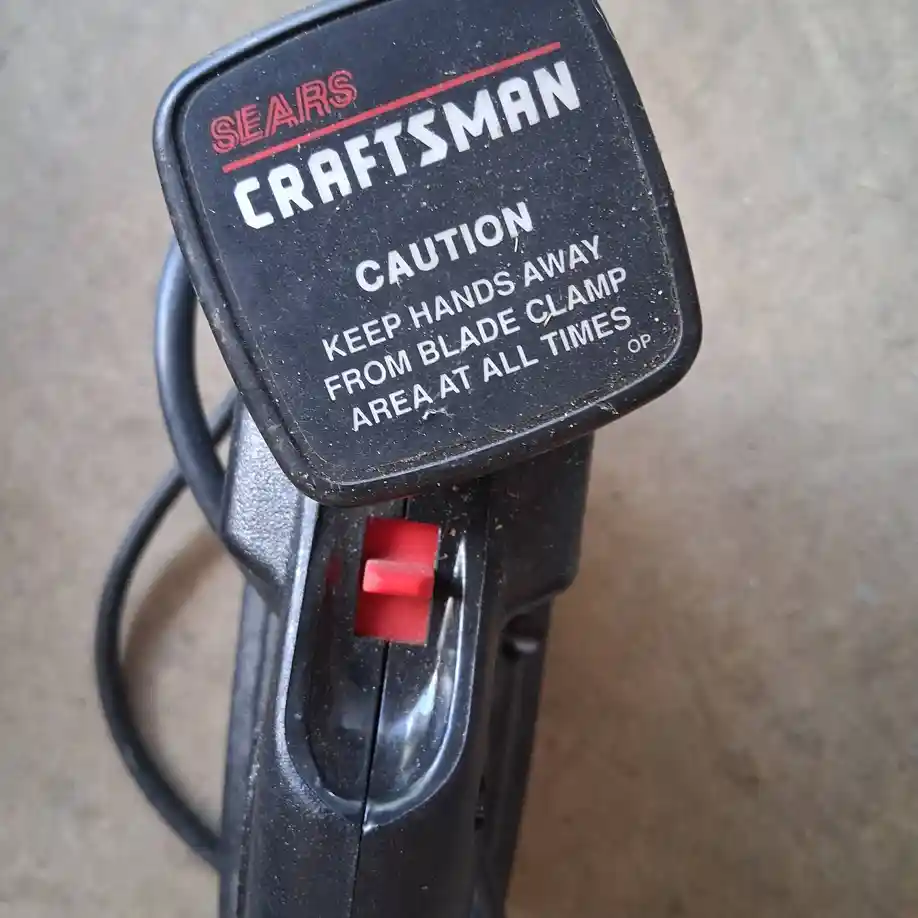 SEARS
CRAFTSMAN
CAUTION
KEEP HANDS AWAY
FROM BLADE CLAMP
AREA AT ALL TIMES
OP